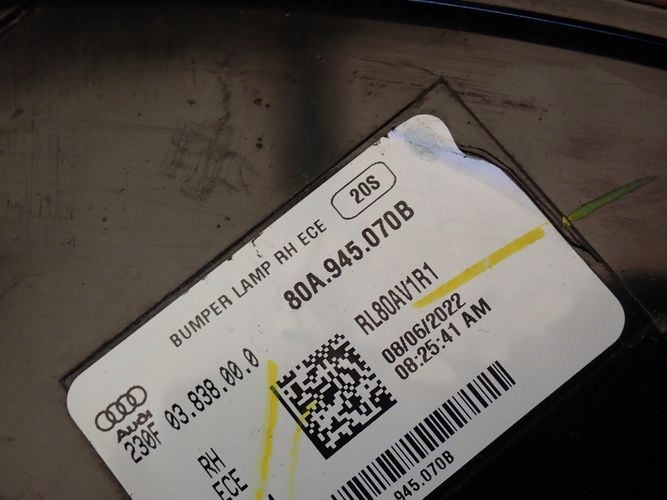 BUMPER LAMP RH ECE
20S
80A.945.070B
RL80AV1R1
08/06/2022
08:25:41 AM
Audi
230F 03.838.00.0
RH
ECE
945.070B